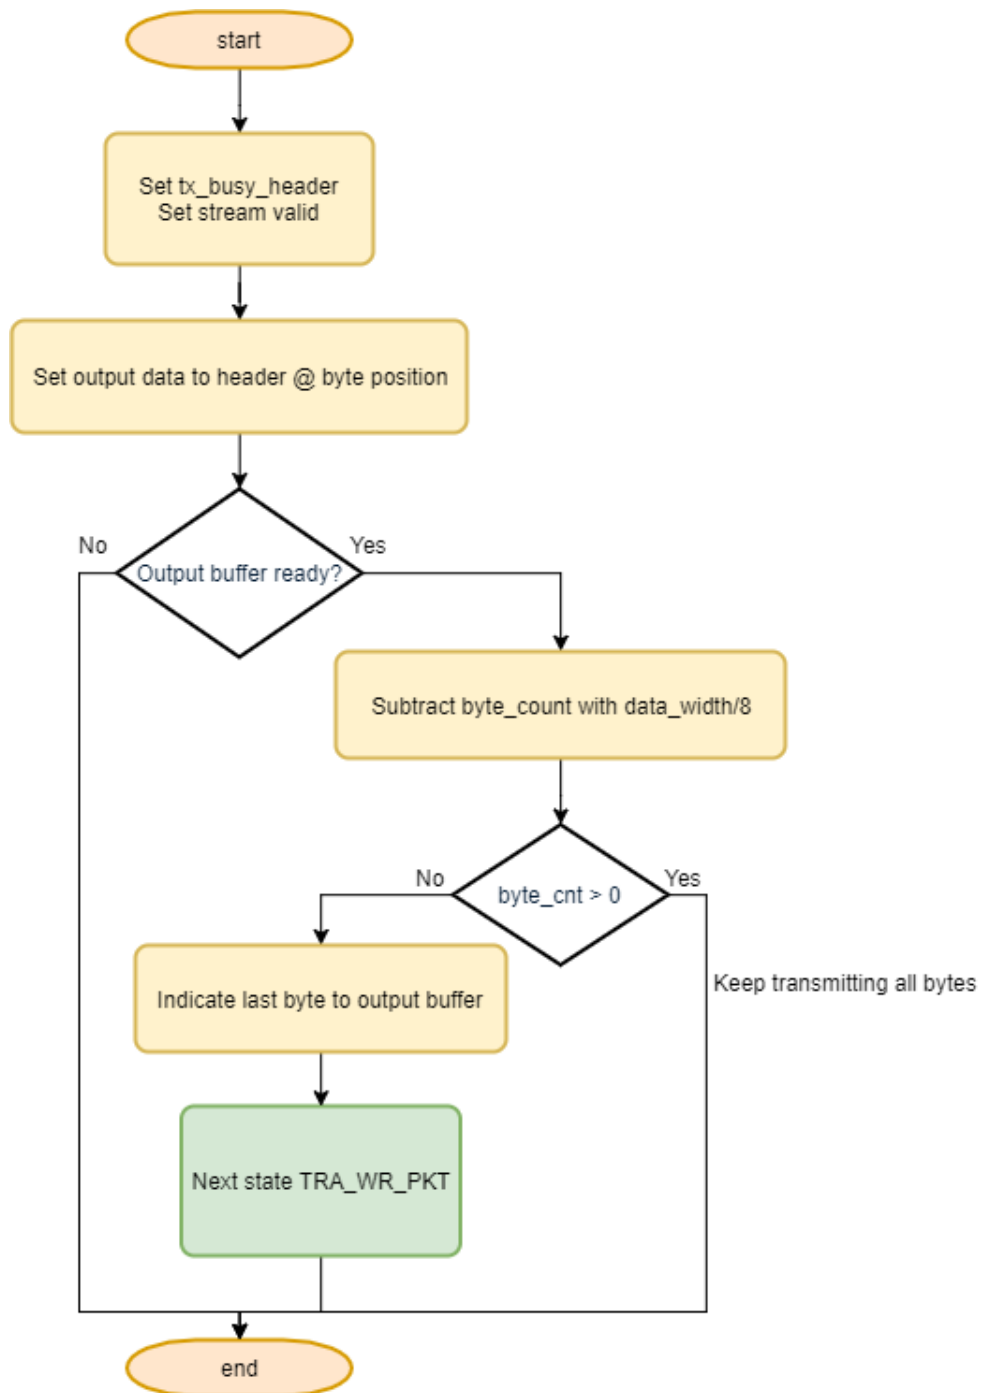 start
Set tx_busy_header
Set stream valid
Set output data to header @ byte position
No
Yes
Output buffer ready?
Subtract byte_count with data_width/8
No
Yes
byte_cnt > 0
Keep transmitting all bytes
Indicate last byte to output buffer
Next state TRA_WR_PKT
end